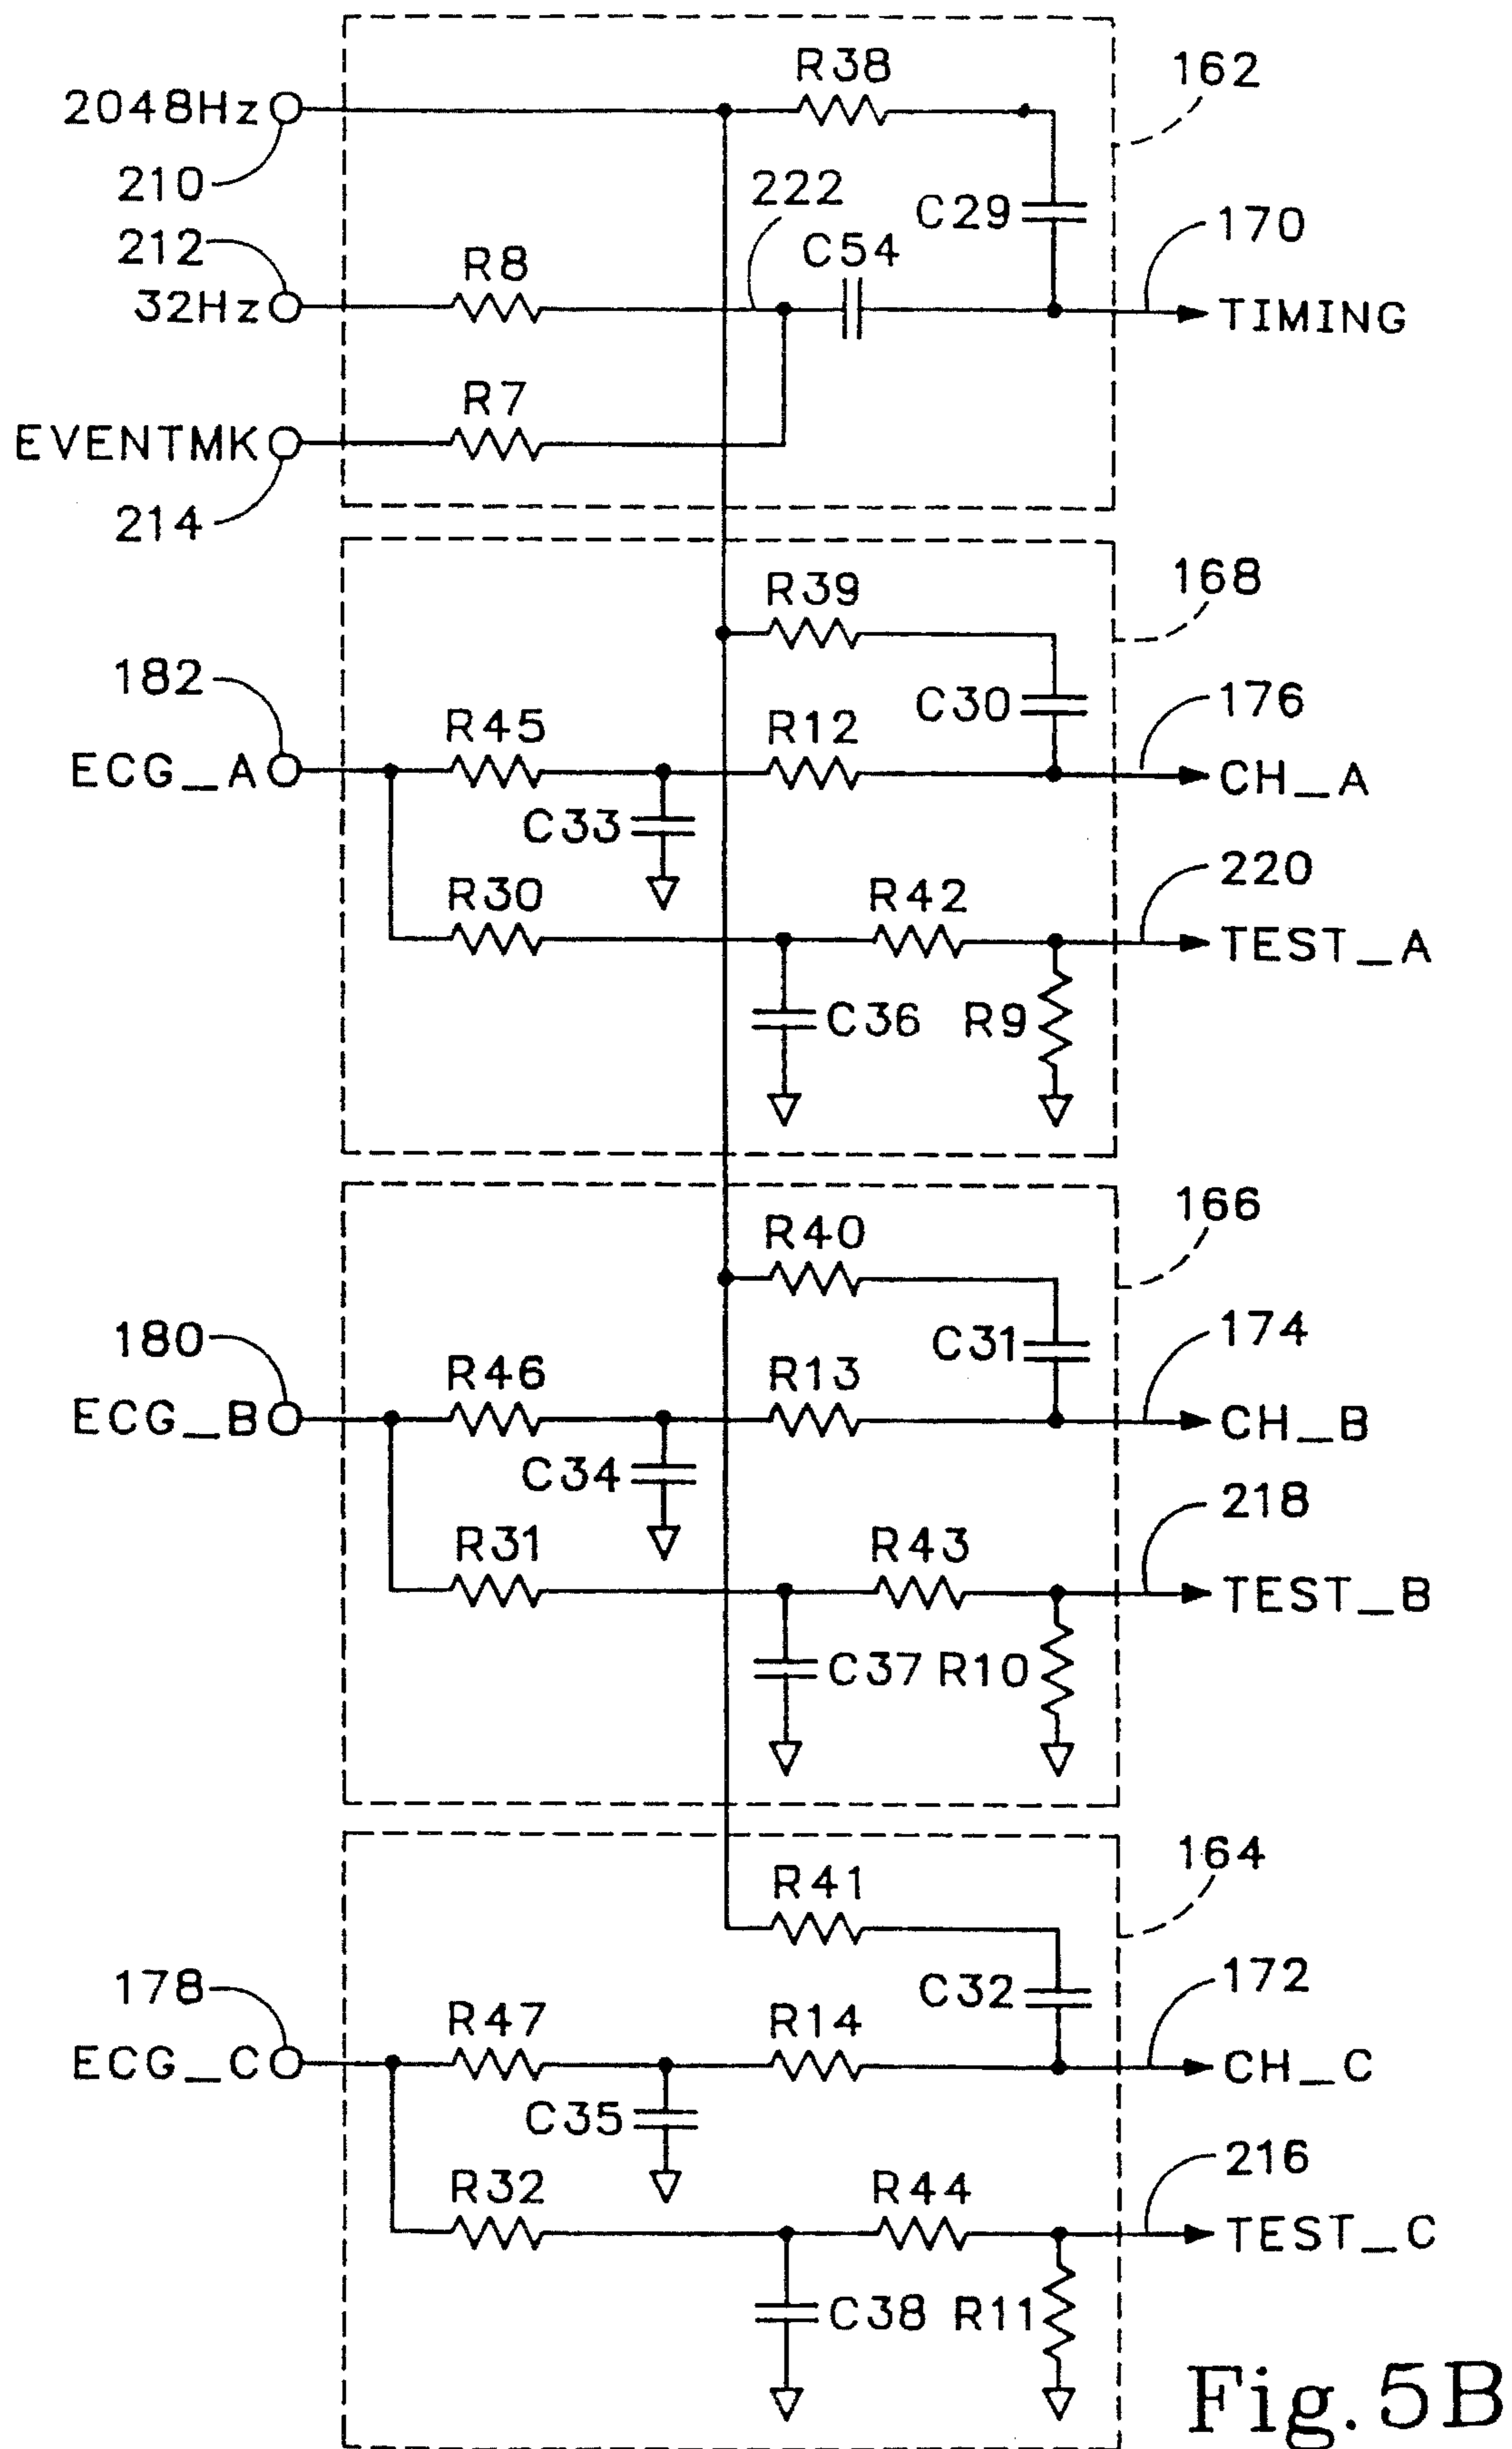 R38
162
2048Hz
210
222
C29
170
212
C54
R8
32Hz
TIMING
R7
EVENTMK
214
168
R39
182
C30
176
R45
R12
ECG_A
CH_A
C33
220
R30
R42
TEST_A
C36
R9
166
R40
180
C31
174
R46
R13
ECG_B
CH_B
C34
218
R31
R43
TEST_B
C37
R10
164
R41
178
C32
172
R47
R14
ECG_C
CH_C
C35
216
R32
R44
TEST_C
C38
R11
Fig. 5B